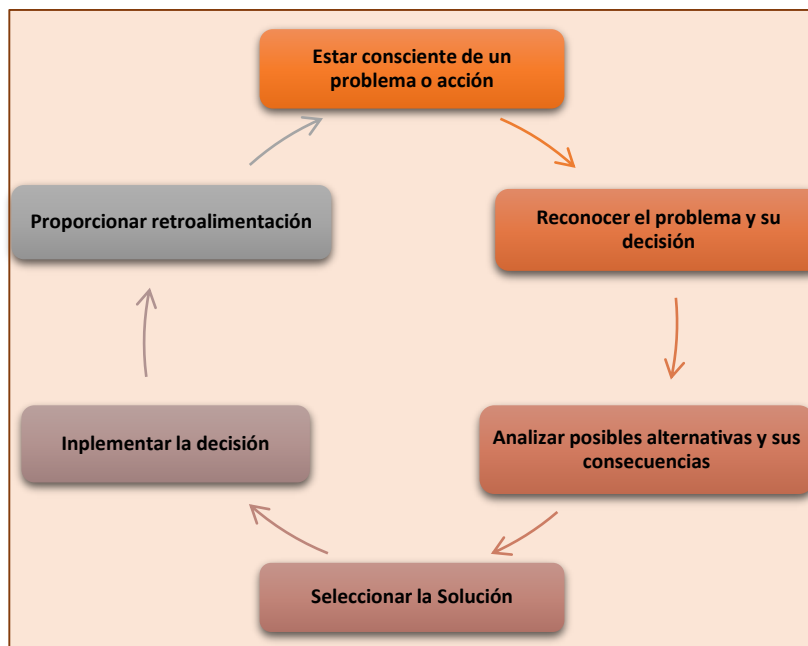 Estar consciente de un
problema o acción
Reconocer el problema y su
decisión
Analizar posibles alternativas y sus
consecuencias
Seleccionar la Solución
Inplementar la decisión
Proporcionar retroalimentación